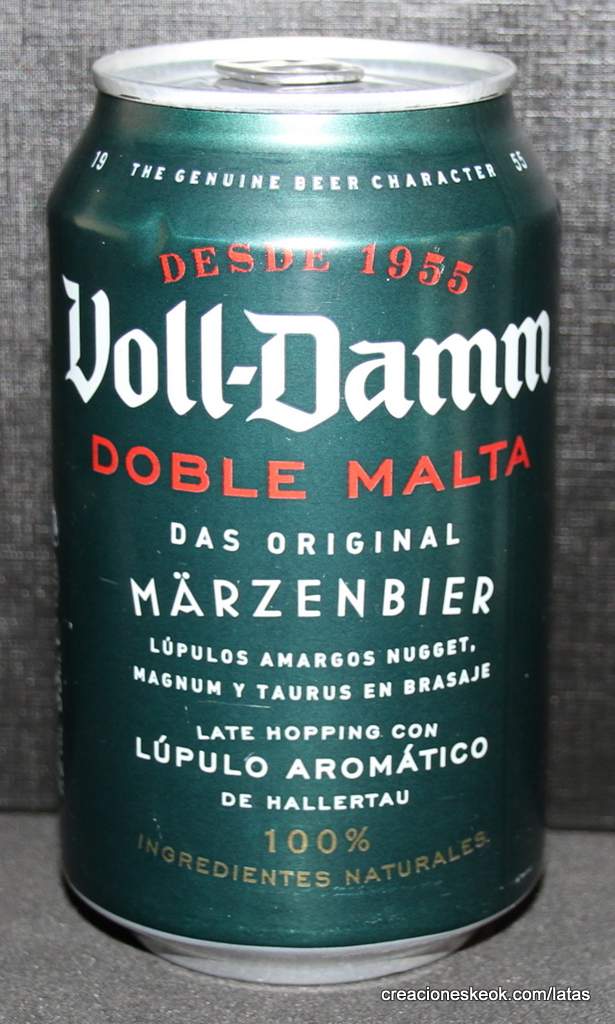 19 THE GENUINE BEER CHARACTER 55
DESDE 1955
Voll-Damm
DOBLE MALTA
DAS ORIGINAL
MÄRZENBIER
LÚPULOS AMARGOS NUGGET,
MAGNUM Y TAURUS EN BRASAJE
LATE HOPPING CON
LÚPULO AROMÁTICO
DE HALLERTAU
100%
INGREDIENTES NATURALES
creacioneskeok.com/latas